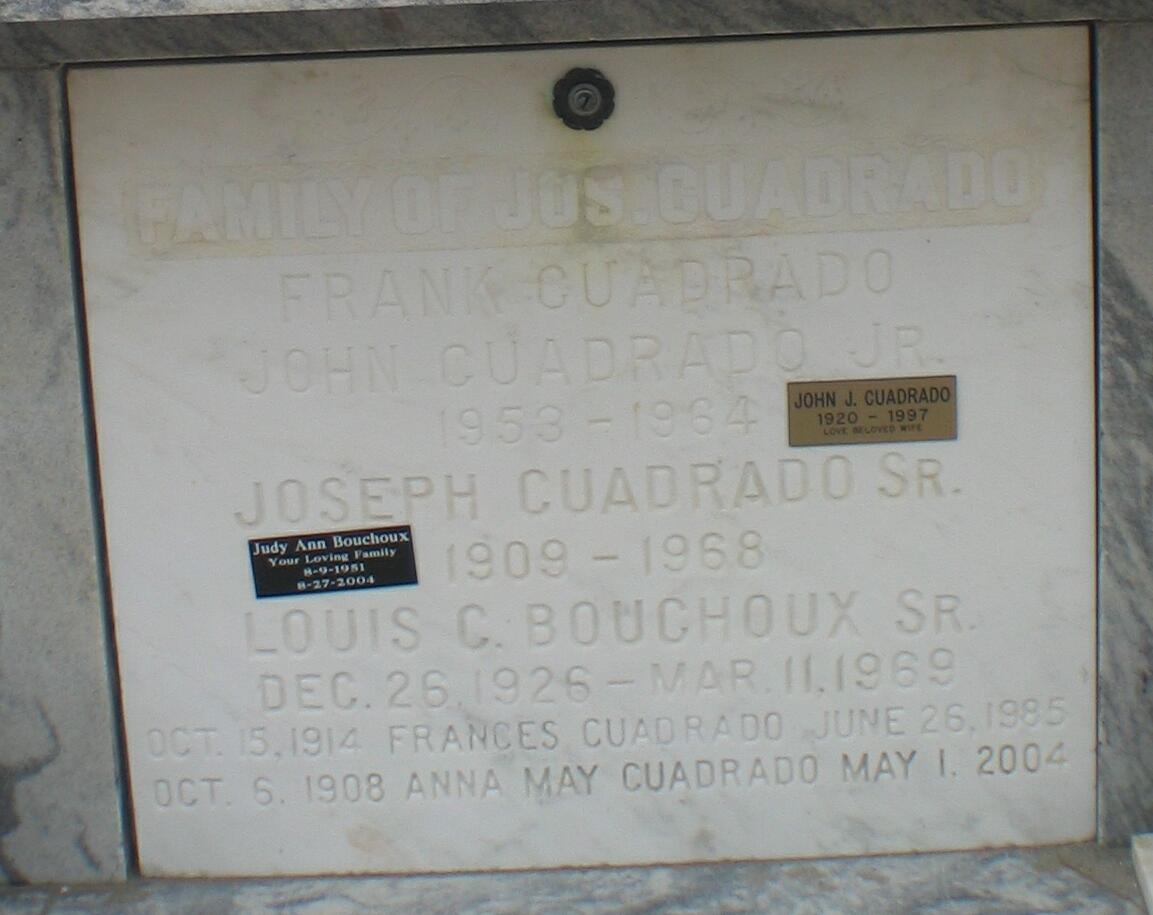 FAMILY OF JOS. CUADRADO
FRANK CUADRADO
JOHN CUADRADO JR.
1953 - 1964
JOHN J. CUADRADO
1920 - 1997
LOVE BELOVED WIFE
JOSEPH CUADRADO SR.
1909 - 1968
Judy Ann Bouchoux
Your Loving Family
8-9-1951
8-27-2004
LOUIS C. BOUCHOUX SR.
DEC. 26, 1926 - MAR. 11, 1969
OCT. 15, 1914 FRANCES CUADRADO JUNE 26, 1985
OCT. 6, 1908 ANNA MAY CUADRADO MAY 1, 2004